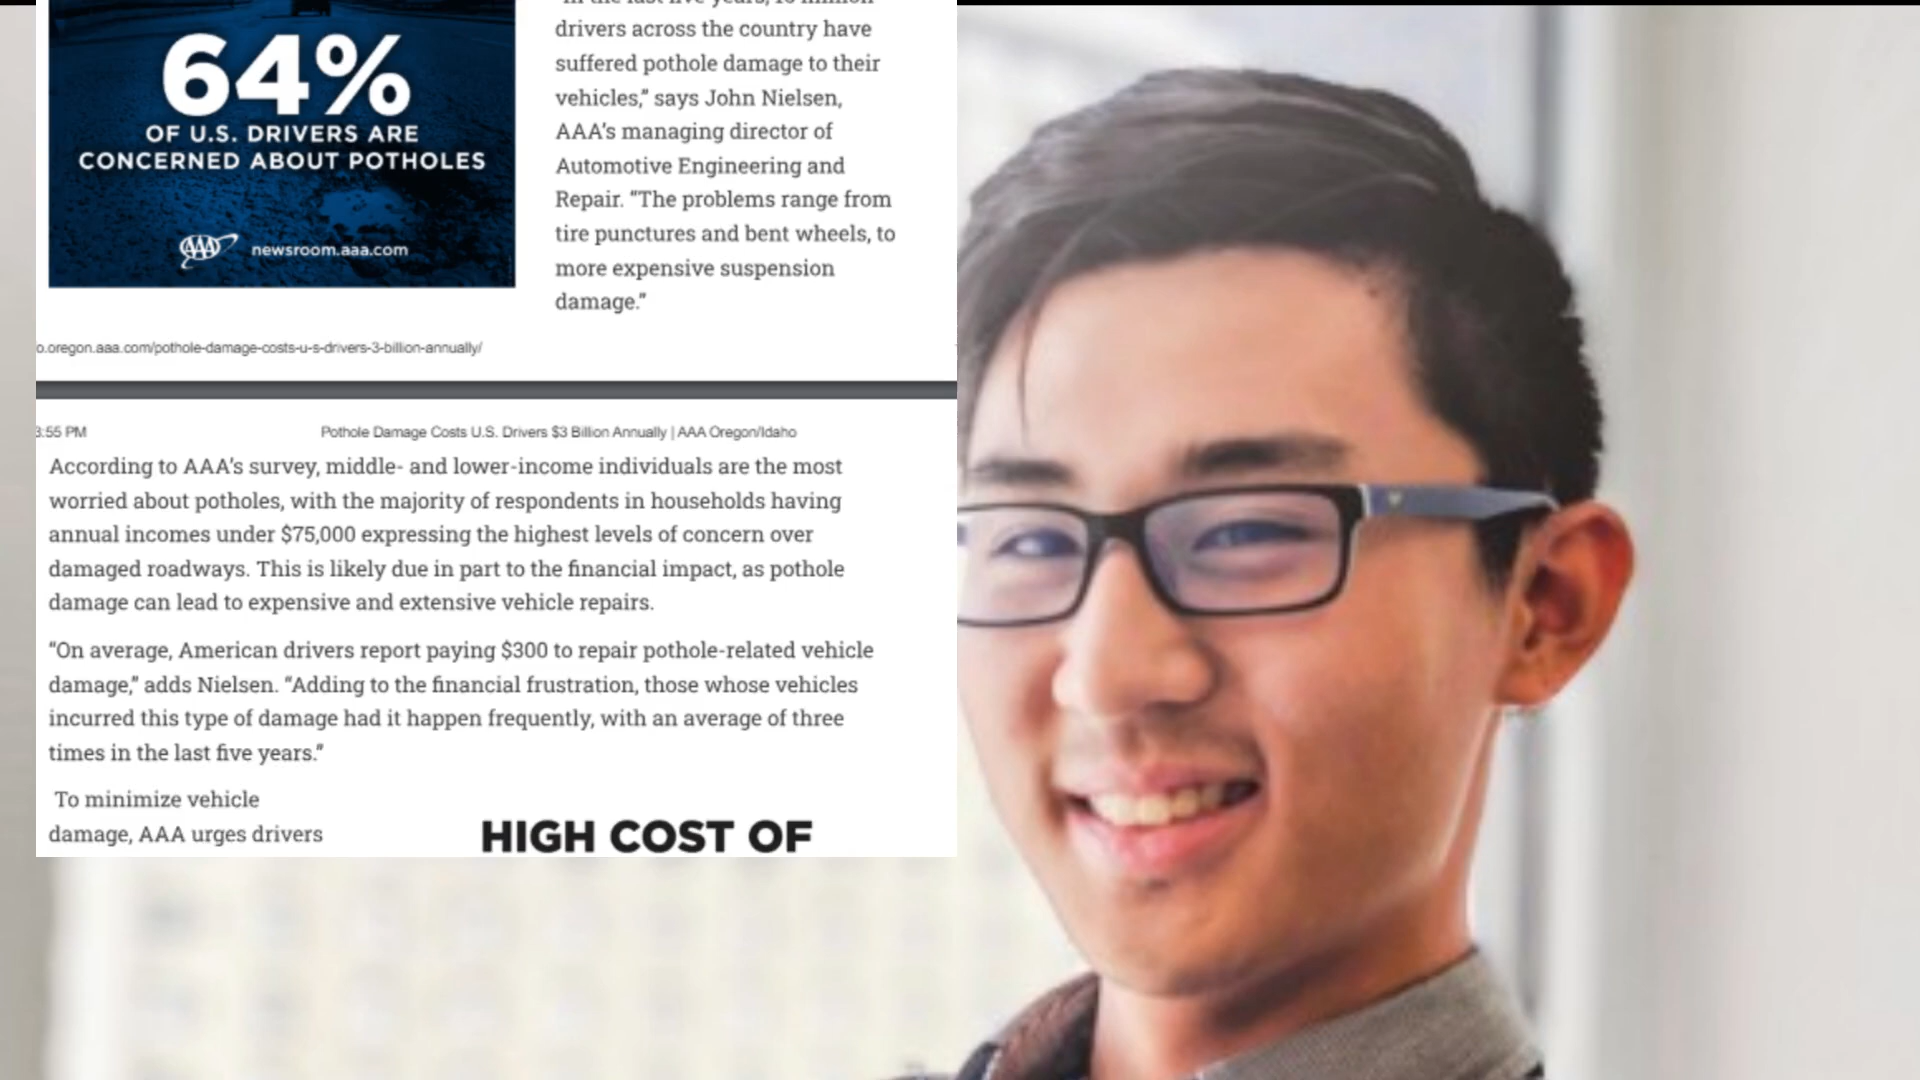 64%
OF U.S. DRIVERS ARE
CONCERNED ABOUT POTHOLES
AAA newsroom.aaa.com
drivers across the country have
suffered pothole damage to their
vehicles,” says John Nielsen,
AAA’s managing director of
Automotive Engineering and
Repair. “The problems range from
tire punctures and bent wheels, to
more expensive suspension
damage.”
o.oregon.aaa.com/pothole-damage-costs-u-s-drivers-3-billion-annually/
3:55 PM Pothole Damage Costs U.S. Drivers $3 Billion Annually | AAA Oregon/Idaho
According to AAA’s survey, middle- and lower-income individuals are the most
worried about potholes, with the majority of respondents in households having
annual incomes under $75,000 expressing the highest levels of concern over
damaged roadways. This is likely due in part to the financial impact, as pothole
damage can lead to expensive and extensive vehicle repairs.
“On average, American drivers report paying $300 to repair pothole-related vehicle
damage,” adds Nielsen. “Adding to the financial frustration, those whose vehicles
incurred this type of damage had it happen frequently, with an average of three
times in the last five years.”
To minimize vehicle
damage, AAA urges drivers
HIGH COST OF